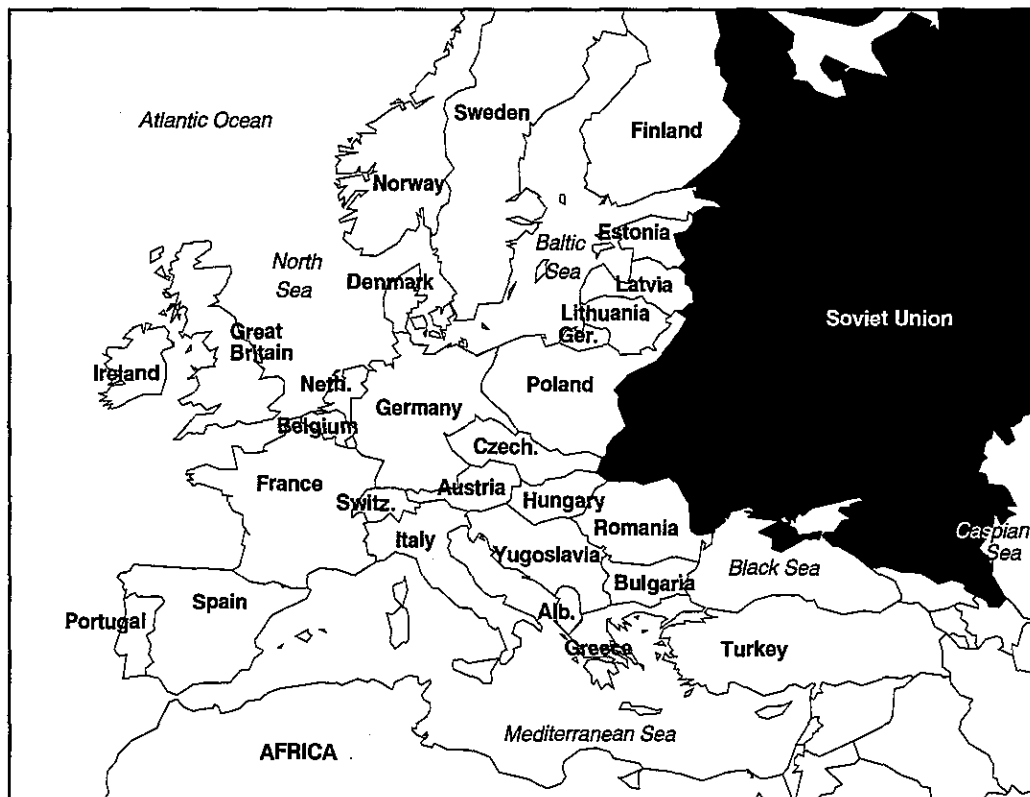 Atlantic Ocean
Sweden
Finland
Norway
North
Sea
Baltic
Sea
Estonia
Denmark
Latvia
Lithuania
Ger.
Soviet Union
Great
Britain
Ireland
Neth.
Germany
Poland
Belgium
Czech.
France
Switz.
Austria
Hungary
Romania
Italy
Yugoslavia
Caspian
Sea
Black Sea
Bulgaria
Portugal
Spain
Alb.
Greece
Turkey
Mediterranean Sea
AFRICA